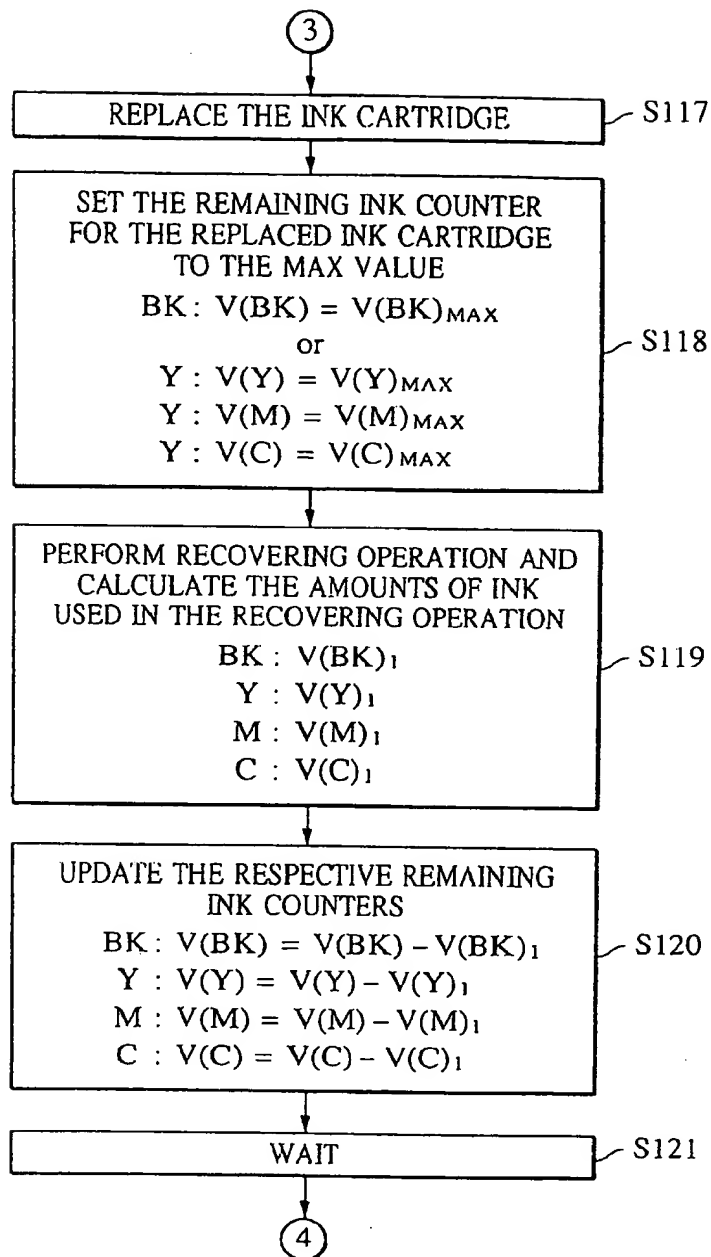 3
REPLACE THE INK CARTRIDGE
S117
SET THE REMAINING INK COUNTER
FOR THE REPLACED INK CARTRIDGE
TO THE MAX VALUE
BK : V(BK) = V(BK)MAX
or
Y : V(Y) = V(Y)MAX
Y : V(M) = V(M)MAX
Y : V(C) = V(C)MAX
S118
PERFORM RECOVERING OPERATION AND
CALCULATE THE AMOUNTS OF INK
USED IN THE RECOVERING OPERATION
BK : V(BK)1
Y : V(Y)1
M : V(M)1
C : V(C)1
S119
UPDATE THE RESPECTIVE REMAINING
INK COUNTERS
BK : V(BK) = V(BK) – V(BK)1
Y : V(Y) = V(Y) – V(Y)1
M : V(M) = V(M) – V(M)1
C : V(C) = V(C) – V(C)1
S120
WAIT
S121
4